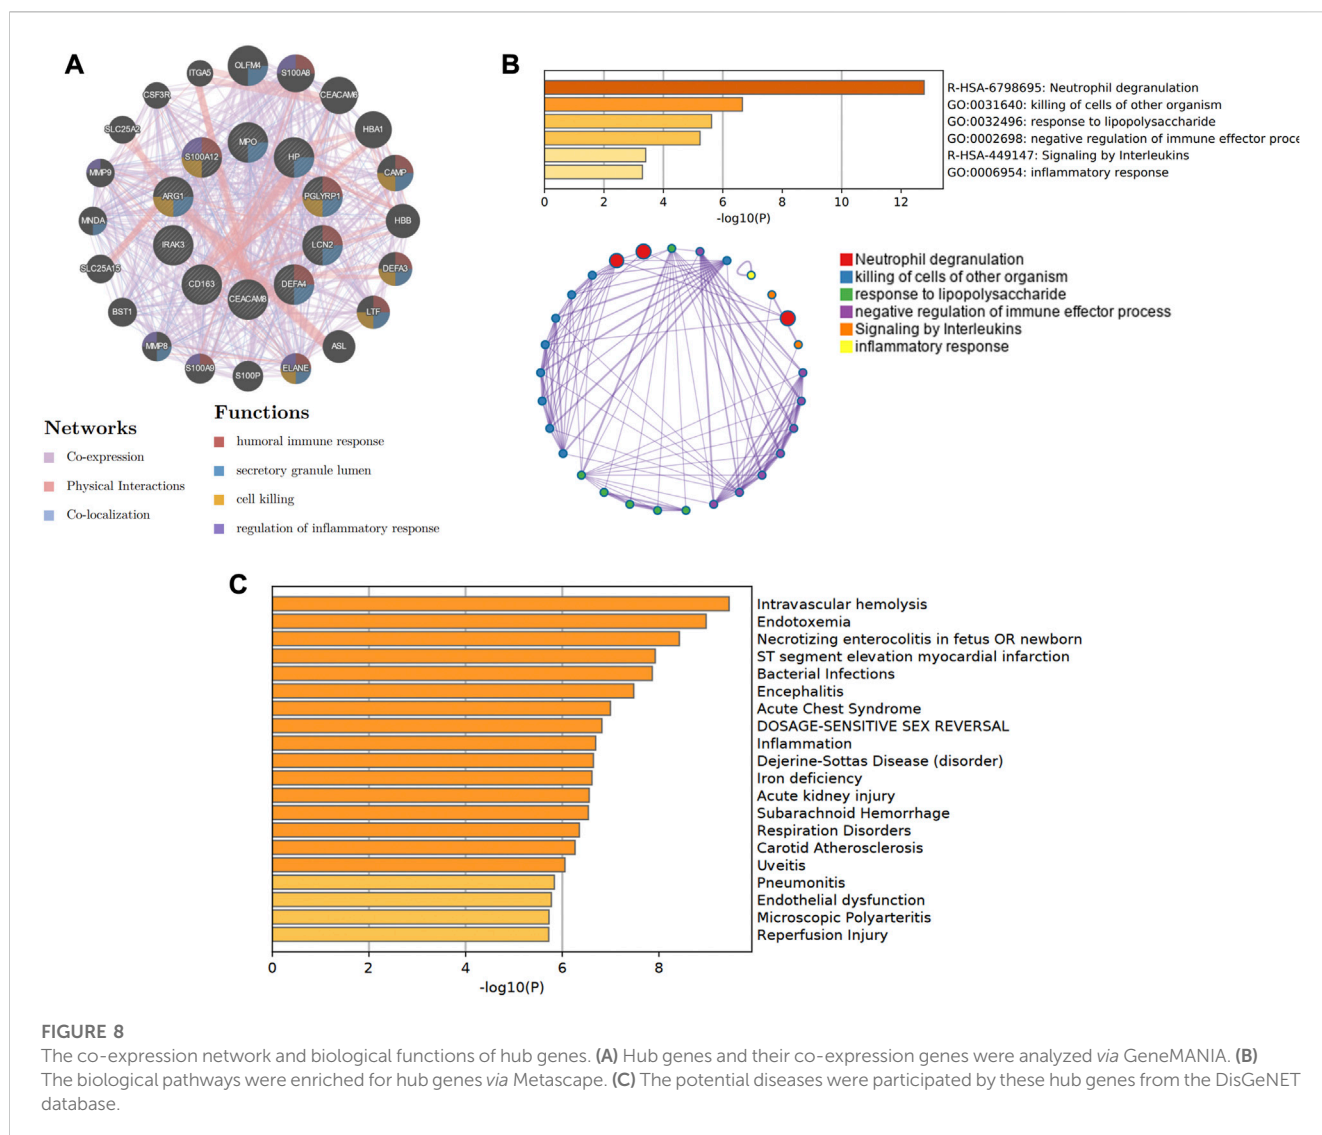 A
OLFM4
S100A8
CEACAM6
HBA1
CAMP
HBB
DEFA3
LTF
ASL
ELANE
S100P
S100A9
MMP8
BST1
SLC25A15
MNDA
MMP9
SLC25A2
CSF3R
ITGA5
MPO
HP
PGLYRP1
LCN2
DEFA4
CEACAM8
CD163
IRAK3
ARG1
S100A12
Networks
Co-expression
Physical Interactions
Co-localization
Functions
humoral immune response
secretory granule lumen
cell killing
regulation of inflammatory response
B
R-HSA-6798695: Neutrophil degranulation
GO:0031640: killing of cells of other organism
GO:0032496: response to lipopolysaccharide
GO:0002698: negative regulation of immune effector proce
R-HSA-449147: Signaling by Interleukins
GO:0006954: inflammatory response
0 2 4 6 8 10 12
-log10(P)
Neutrophil degranulation
killing of cells of other organism
response to lipopolysaccharide
negative regulation of immune effector process
Signaling by Interleukins
inflammatory response
C
Intravascular hemolysis
Endotoxemia
Necrotizing enterocolitis in fetus OR newborn
ST segment elevation myocardial infarction
Bacterial Infections
Encephalitis
Acute Chest Syndrome
DOSAGE-SENSITIVE SEX REVERSAL
Inflammation
Dejerine-Sottas Disease (disorder)
Iron deficiency
Acute kidney injury
Subarachnoid Hemorrhage
Respiration Disorders
Carotid Atherosclerosis
Uveitis
Pneumonitis
Endothelial dysfunction
Microscopic Polyarteritis
Reperfusion Injury
0 2 4 6 8
-log10(P)
FIGURE 8
The co-expression network and biological functions of hub genes. (A) Hub genes and their co-expression genes were analyzed via GeneMANIA. (B)
The biological pathways were enriched for hub genes via Metascape. (C) The potential diseases were participated by these hub genes from the DisGeNET
database.